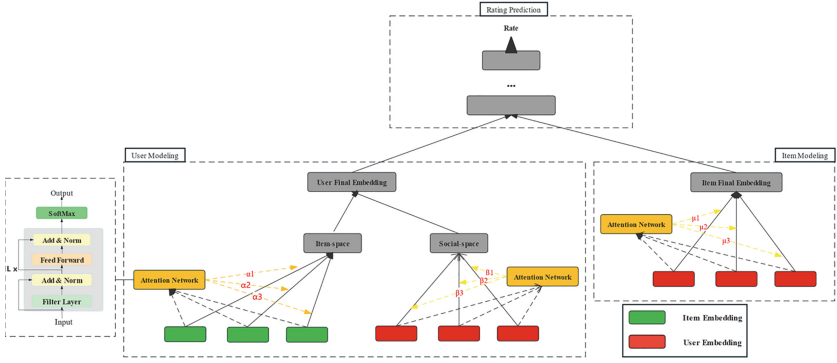 Rating Prediction
Rate
...
User Modeling
Item Modeling
User Final Embedding
Item Final Embedding
Output
SoftMax
Add & Norm
Feed Forward
L x
Add & Norm
Filter Layer
Input
Item-space
Social-space
Attention Network
α1
α2
α3
β1
β2
β3
Attention Network
Attention Network
μ1
μ2
μ3
Item Embedding
User Embedding